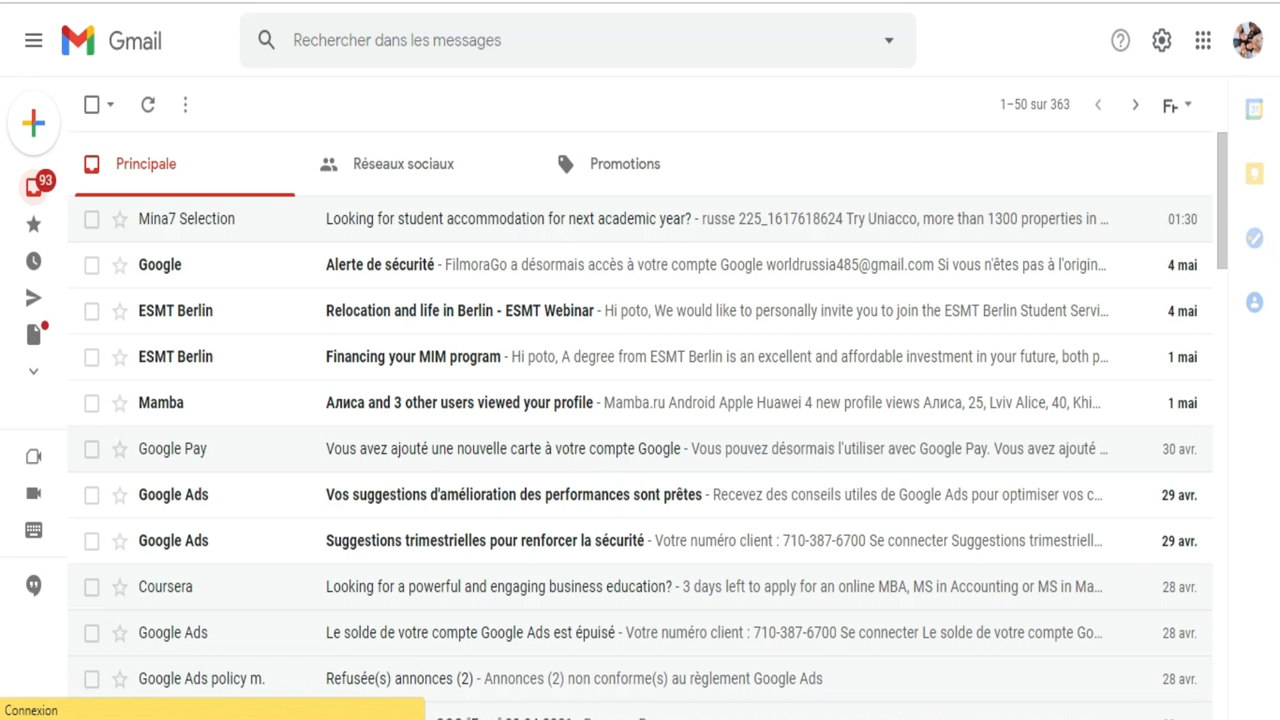 Gmail
Rechercher dans les messages
1–50 sur 363
Fr
93
Principale
Réseaux sociaux
Promotions
Mina7 Selection Looking for student accommodation for next academic year? - russe 225_1617618624 Try Uniacco, more than 1300 properties in ... 01:30
Google Alerte de sécurité - FilmoraGo a désormais accès à votre compte Google worldrussia485@gmail.com Si vous n'êtes pas à l'origin... 4 mai
ESMT Berlin Relocation and life in Berlin - ESMT Webinar - Hi poto, We would like to personally invite you to join the ESMT Berlin Student Servi... 4 mai
ESMT Berlin Financing your MIM program - Hi poto, A degree from ESMT Berlin is an excellent and affordable investment in your future, both p... 1 mai
Mamba Алиса and 3 other users viewed your profile - Mamba.ru Android Apple Huawei 4 new profile views Алиса, 25, Lviv Alice, 40, Khi... 1 mai
Google Pay Vous avez ajouté une nouvelle carte à votre compte Google - Vous pouvez désormais l'utiliser avec Google Pay. Vous avez ajouté ... 30 avr.
Google Ads Vos suggestions d'amélioration des performances sont prêtes - Recevez des conseils utiles de Google Ads pour optimiser vos c... 29 avr.
Google Ads Suggestions trimestrielles pour renforcer la sécurité - Votre numéro client : 710-387-6700 Se connecter Suggestions trimestriell... 29 avr.
Coursera Looking for a powerful and engaging business education? - 3 days left to apply for an online MBA, MS in Accounting or MS in Ma... 28 avr.
Google Ads Le solde de votre compte Google Ads est épuisé - Votre numéro client : 710-387-6700 Se connecter Le solde de votre compte Go... 28 avr.
Google Ads policy m. Refusée(s) annonces (2) - Annonces (2) non conforme(s) au règlement Google Ads 28 avr.
Connexion